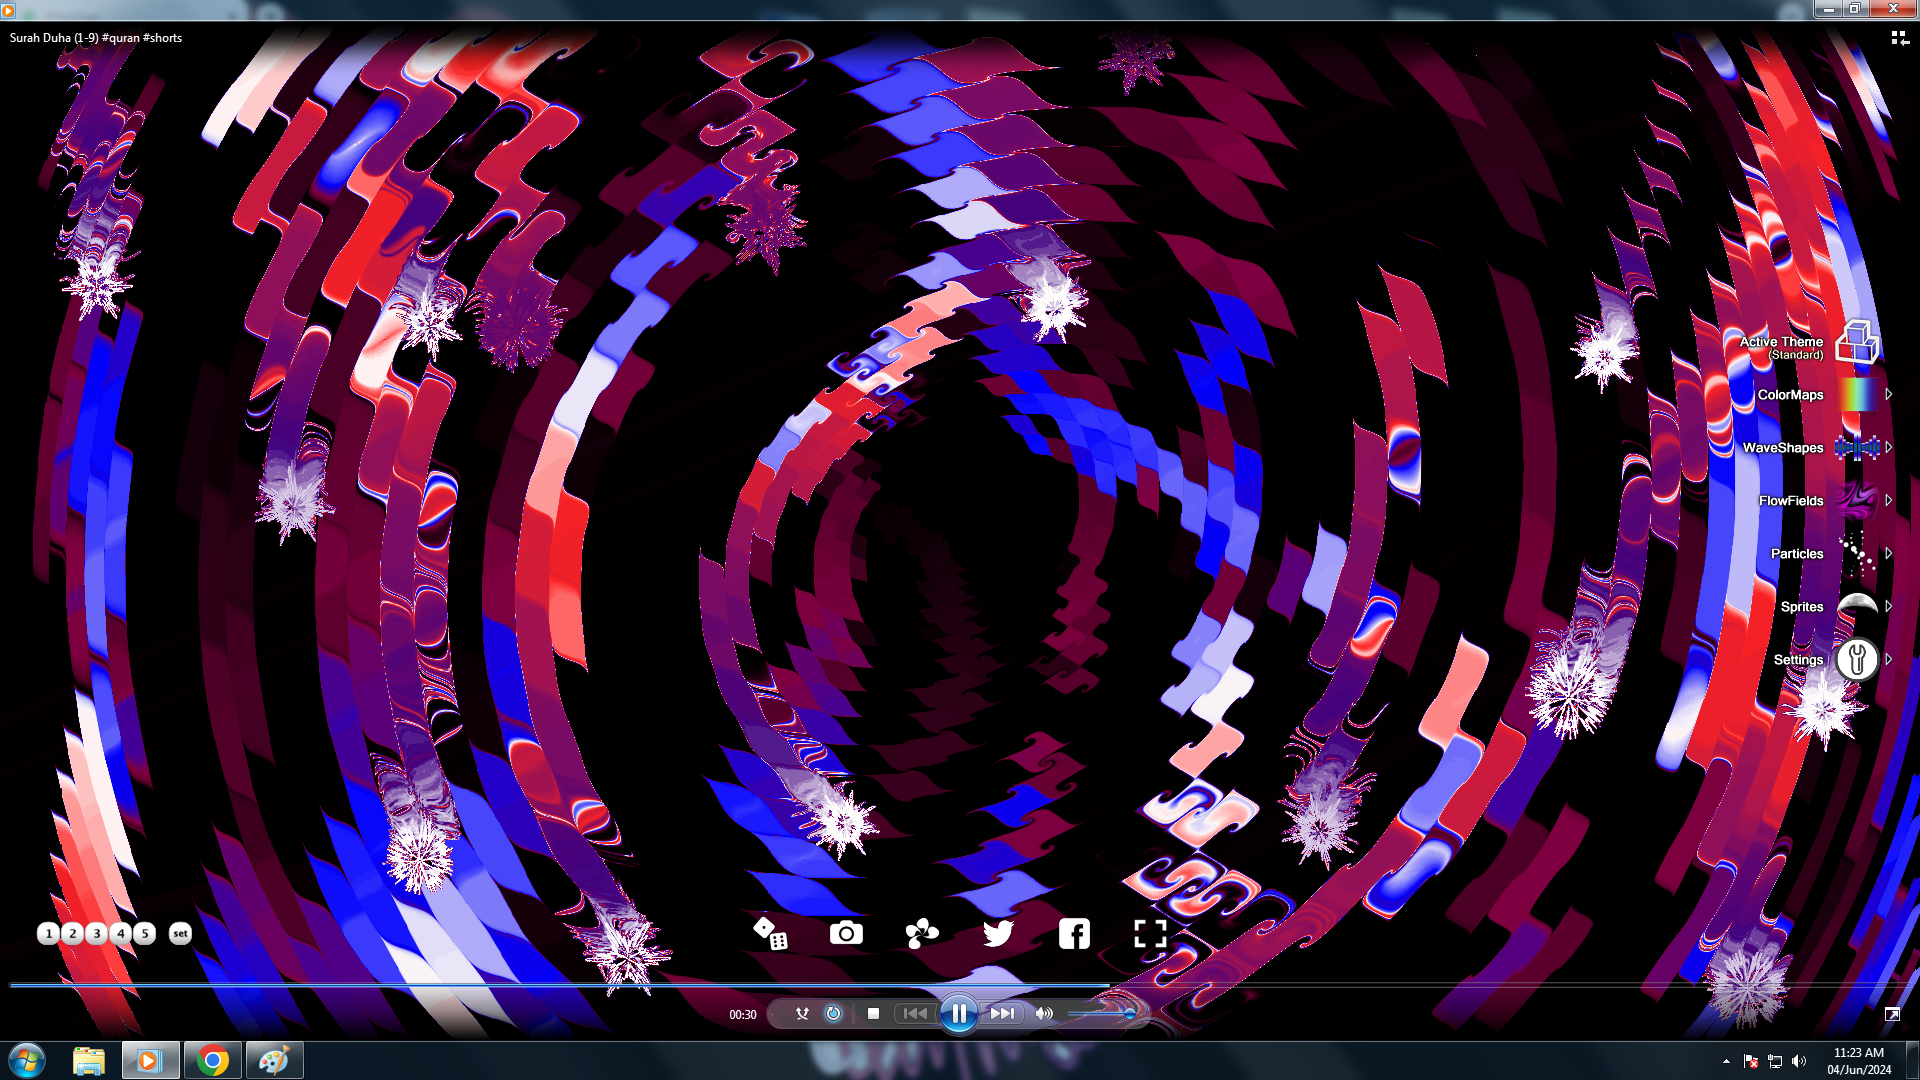 Surah Duha (1-9) #quran #shorts
Active Theme
(Standard)
ColorMaps
WaveShapes
FlowFields
Particles
Sprites
Settings
1 2 3 4 5 set
00:30
11:23 AM
04/Jun/2024